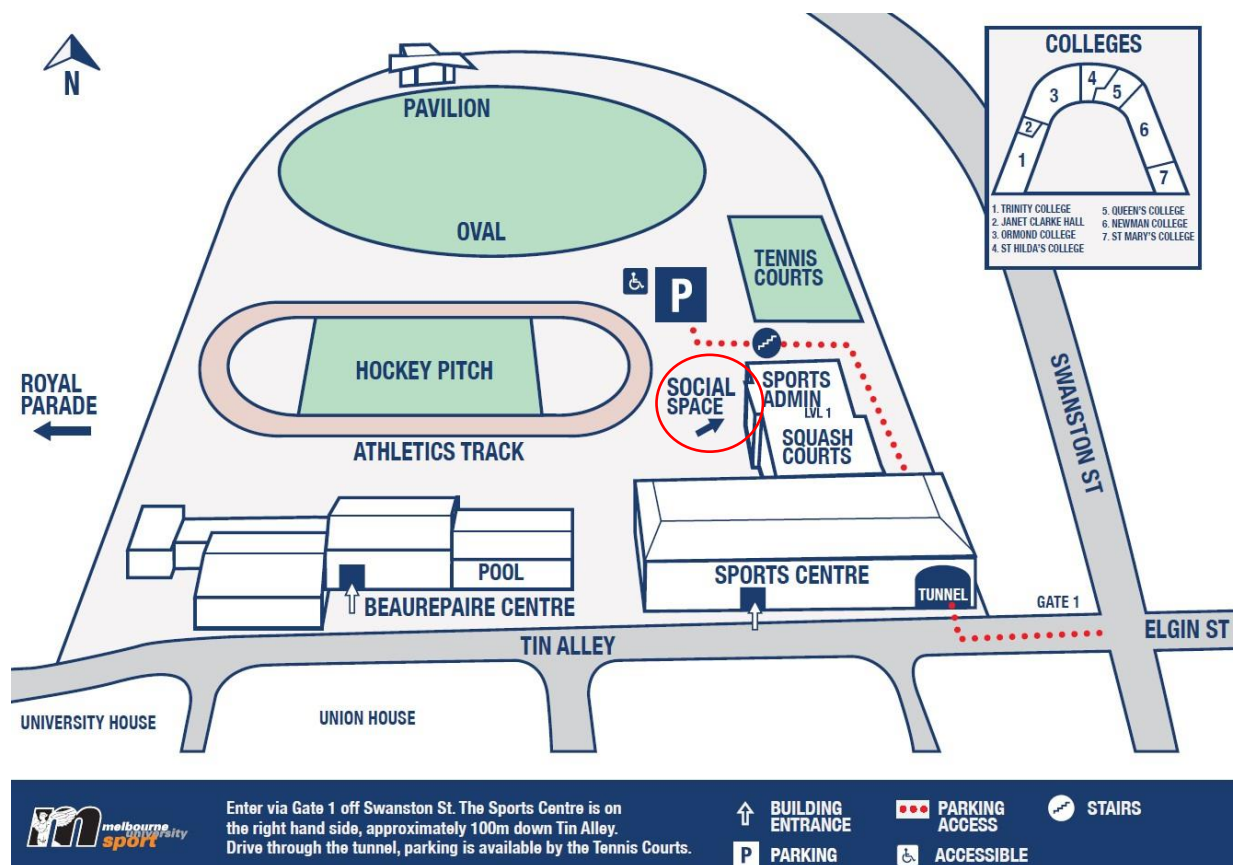 N
PAVILION
OVAL
COLLEGES
1
2
3
4
5
6
7
1. TRINITY COLLEGE
2. JANET CLARKE HALL
3. ORMOND COLLEGE
4. ST HILDA'S COLLEGE
5. QUEEN'S COLLEGE
6. NEWMAN COLLEGE
7. ST MARY'S COLLEGE
TENNIS
COURTS
P
HOCKEY PITCH
ATHLETICS TRACK
ROYAL
PARADE
SOCIAL
SPACE
SPORTS
ADMIN
LVL 1
SQUASH
COURTS
SWANSTON ST
POOL
BEAUREPAIRE CENTRE
SPORTS CENTRE
TUNNEL
GATE 1
ELGIN ST
TIN ALLEY
UNIVERSITY HOUSE
UNION HOUSE
m
melbourne
university
sport
Enter via Gate 1 off Swanston St. The Sports Centre is on
the right hand side, approximately 100m down Tin Alley.
Drive through the tunnel, parking is available by the Tennis Courts.
BUILDING
ENTRANCE
P PARKING
PARKING
ACCESS
ACCESSIBLE
STAIRS